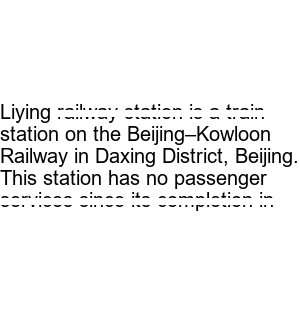 Liying railway station is a train
station on the Beijing–Kowloon
Railway in Daxing District, Beijing.
This station has no passenger
services since its completion in